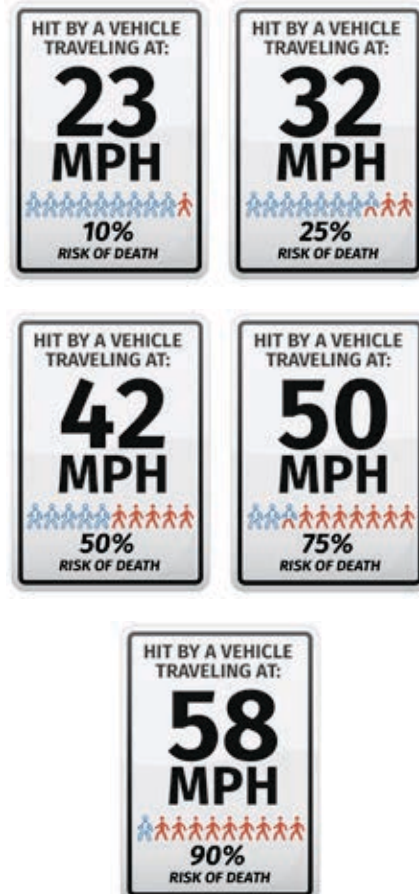 HIT BY A VEHICLE
TRAVELING AT:
23
MPH
10%
RISK OF DEATH
HIT BY A VEHICLE
TRAVELING AT:
32
MPH
25%
RISK OF DEATH
HIT BY A VEHICLE
TRAVELING AT:
42
MPH
50%
RISK OF DEATH
HIT BY A VEHICLE
TRAVELING AT:
50
MPH
75%
RISK OF DEATH
HIT BY A VEHICLE
TRAVELING AT:
58
MPH
90%
RISK OF DEATH